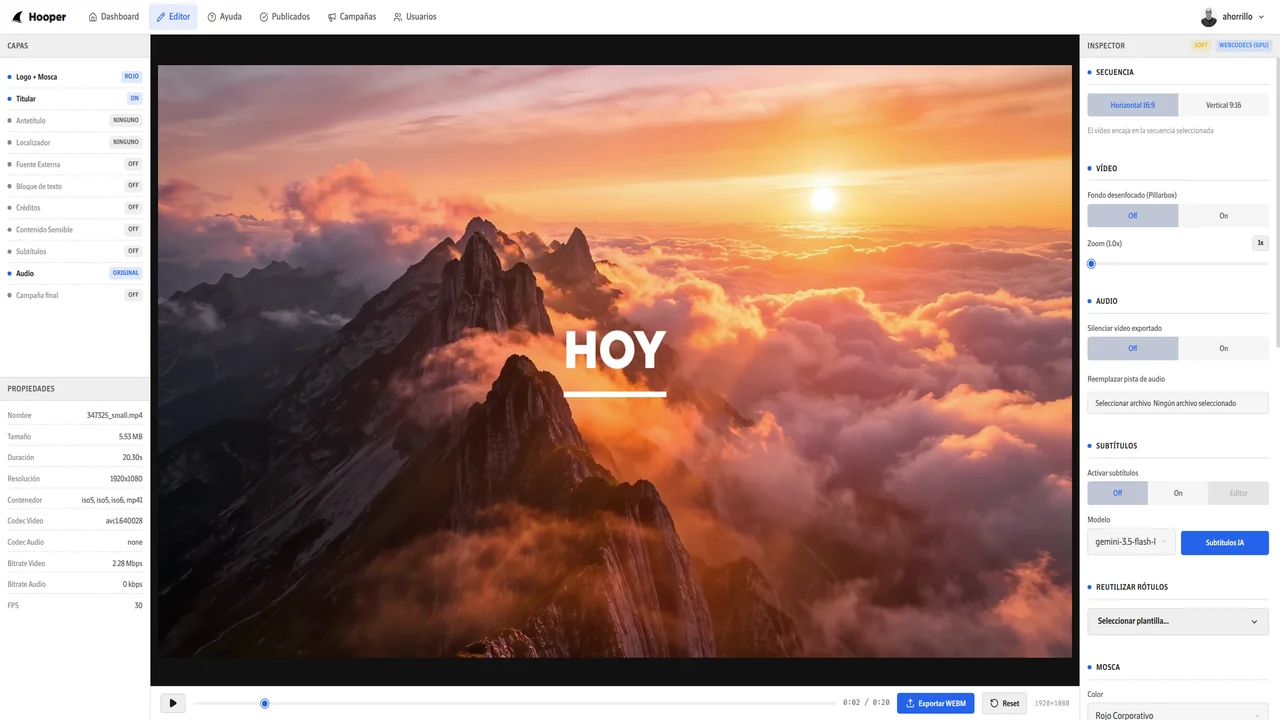 Hooper
Dashboard
Editor
Ayuda
Publicados
Campañas
Usuarios
ahorrillo
CAPAS
Logo + Mosca ROJO
Titular ON
Antetítulo NINGUNO
Localizador NINGUNO
Fuente Externa OFF
Bloque de texto OFF
Créditos OFF
Contenido Sensible OFF
Subtítulos OFF
Audio ORIGINAL
Campaña final OFF
PROPIEDADES
Nombre 347325_small.mp4
Tamaño 5.53 MB
Duración 20.30s
Resolución 1920x1080
Contenedor iso5, iso5, iso6, mp41
Codec Video avc1.640028
Codec Audio none
Bitrate Video 2.28 Mbps
Bitrate Audio 0 kbps
FPS 30
HOY
0:02 / 0:20
Exportar WEBM
Reset
1920×1080
INSPECTOR SOFT WEBCODECS (GPU)
SECUENCIA
Horizontal 16:9 Vertical 9:16
El vídeo encaja en la secuencia seleccionada
VÍDEO
Fondo desenfocado (Pillarbox)
Off On
Zoom (1.0x) 1x
AUDIO
Silenciar vídeo exportado
Off On
Reemplazar pista de audio
Seleccionar archivo Ningún archivo seleccionado
SUBTÍTULOS
Activar subtítulos
Off On Editor
Modelo
gemini-3.5-flash-l Subtítulos IA
REUTILIZAR RÓTULOS
Seleccionar plantilla...
MOSCA
Color
Rojo Corporativo